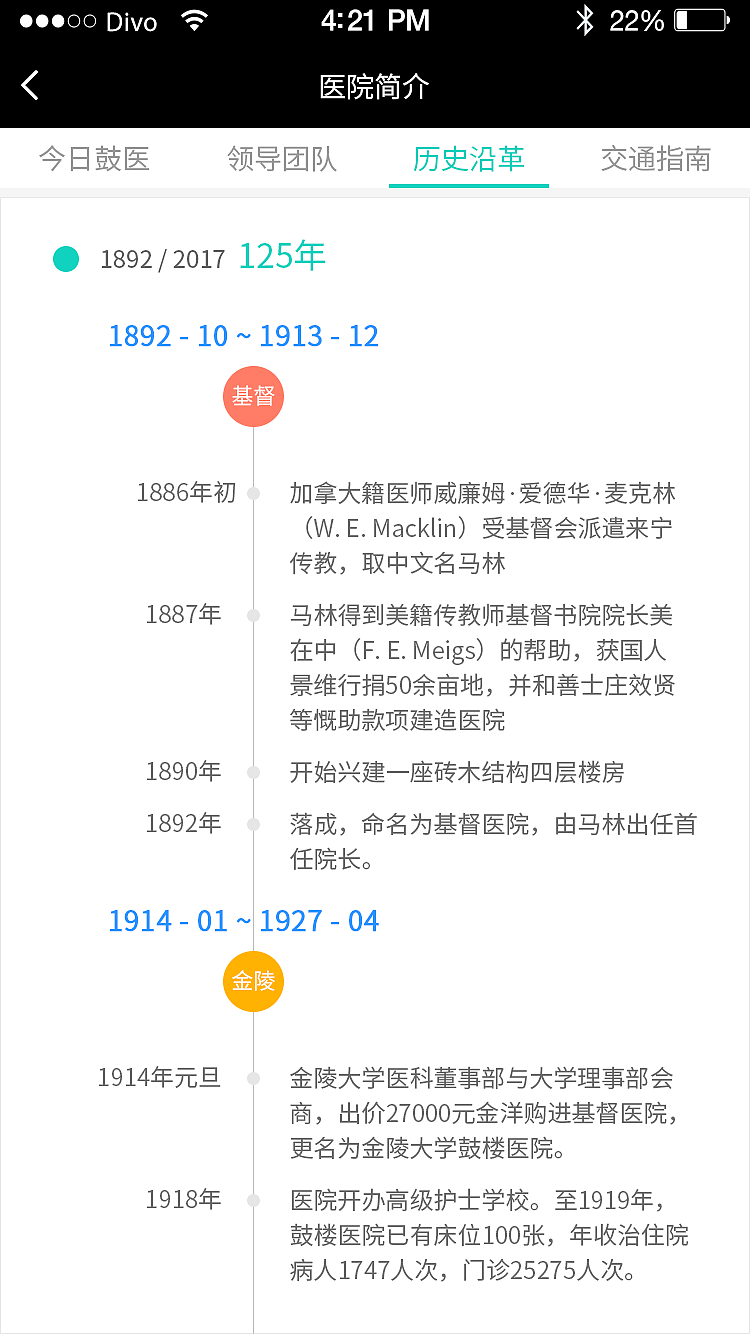 Divo 4:21 PM 22%
医院简介
今日鼓医 领导团队 历史沿革 交通指南
1892 / 2017 125年
1892 - 10 ~ 1913 - 12
基督
1886年初 加拿大籍医师威廉姆·爱德华·麦克林
（W. E. Macklin）受基督会派遣来宁
传教，取中文名马林
1887年 马林得到美籍传教师基督书院院长美
在中（F. E. Meigs）的帮助，获国人
景维行捐50余亩地，并和善士庄效贤
等慨助款项建造医院
1890年 开始兴建一座砖木结构四层楼房
1892年 落成，命名为基督医院，由马林出任首
任院长。
1914 - 01 ~ 1927 - 04
金陵
1914年元旦 金陵大学医科董事部与大学理事部会
商，出价27000元金洋购进基督医院，
更名为金陵大学鼓楼医院。
1918年 医院开办高级护士学校。至1919年，
鼓楼医院已有床位100张，年收治住院
病人1747人次，门诊25275人次。